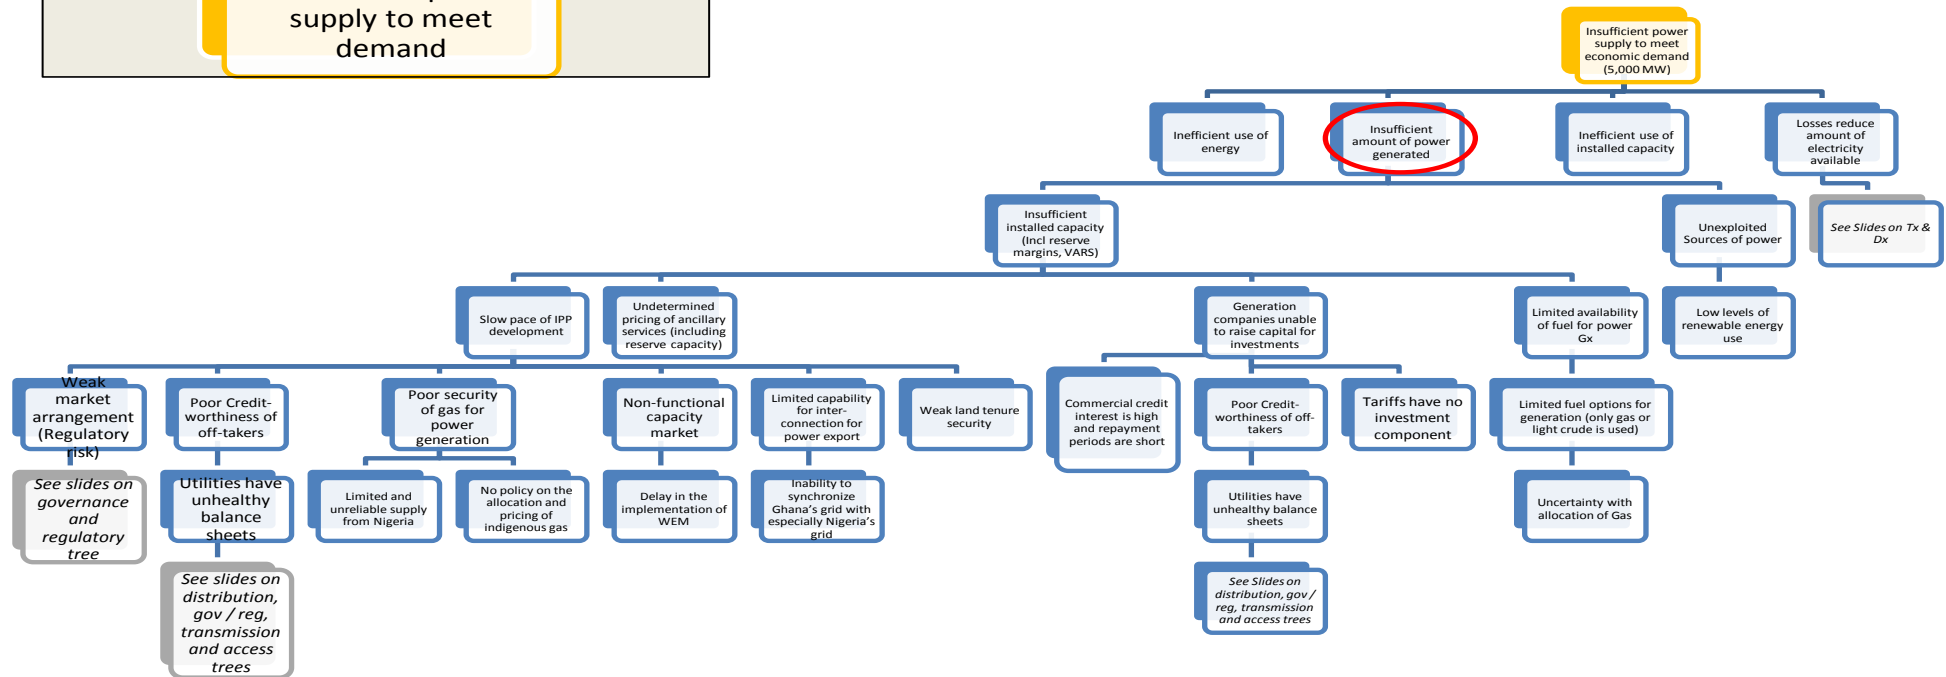 supply to meet
demand
Insufficient power
supply to meet
economic demand
(5,000 MW)
Inefficient use of
energy
Insufficient
amount of power
generated
Inefficient use of
installed capacity
Losses reduce
amount of
electricity
available
Insufficient
installed capacity
(Incl reserve
margins, VARS)
Unexploited
Sources of power
See Slides on Tx &
Dx
Slow pace of IPP
development
Undetermined
pricing of ancillary
services (including
reserve capacity)
Generation
companies unable
to raise capital for
investments
Limited availability
of fuel for power
Gx
Low levels of
renewable energy
use
Weak
market
arrangement
(Regulatory
risk)
Poor Credit-
worthiness of
off-takers
Poor security
of gas for
power
generation
Non-functional
capacity
market
Limited capability
for inter-
connection for
power export
Weak land tenure
security
Commercial credit
interest is high
and repayment
periods are short
Poor Credit-
worthiness of off-
takers
Tariffs have no
investment
component
Limited fuel options for
generation (only gas or
light crude is used)
See slides on
governance
and
regulatory
tree
Utilities have
unhealthy
balance
sheets
Limited and
unreliable supply
from Nigeria
No policy on the
allocation and
pricing of
indigenous gas
Delay in the
implementation of
WEM
Inability to
synchronize
Ghana's grid with
especially Nigeria's
grid
Utilities have
unhealthy balance
sheets
Uncertainty with
allocation of Gas
See slides on
distribution,
gov / reg,
transmission
and access
trees
See Slides on
distribution, gov /
reg, transmission
and access trees